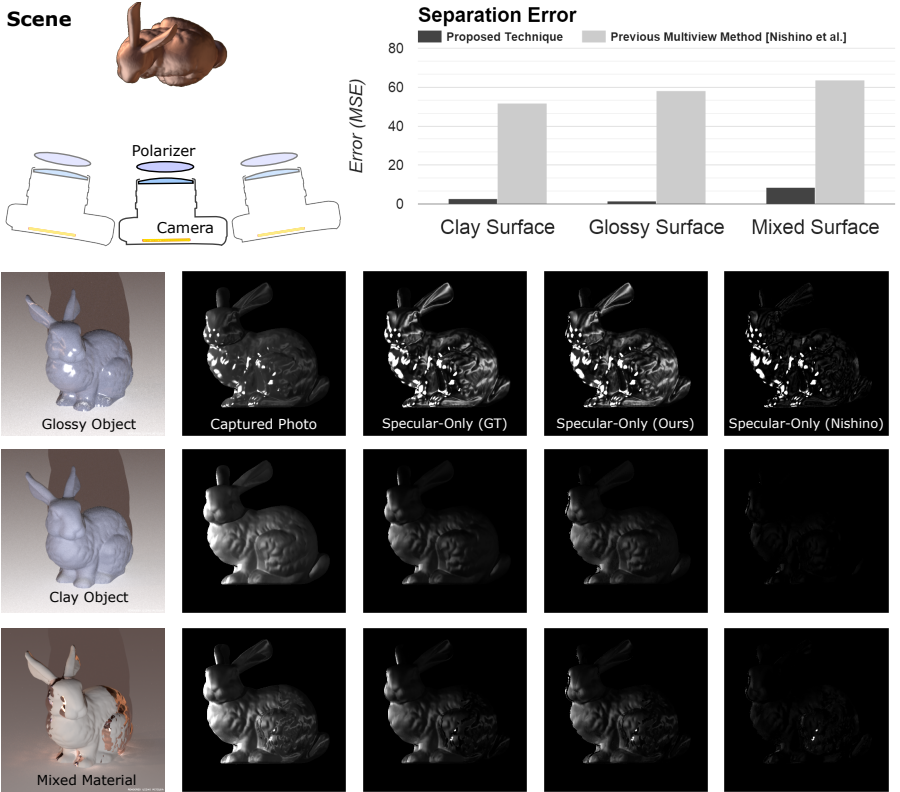 Scene
Polarizer
Camera
Separation Error
Proposed Technique
Previous Multiview Method [Nishino et al.]
Error (MSE)
80
60
40
20
0
Clay Surface
Glossy Surface
Mixed Surface
Glossy Object
Captured Photo
Specular-Only (GT)
Specular-Only (Ours)
Specular-Only (Nishino)
Clay Object
Mixed Material